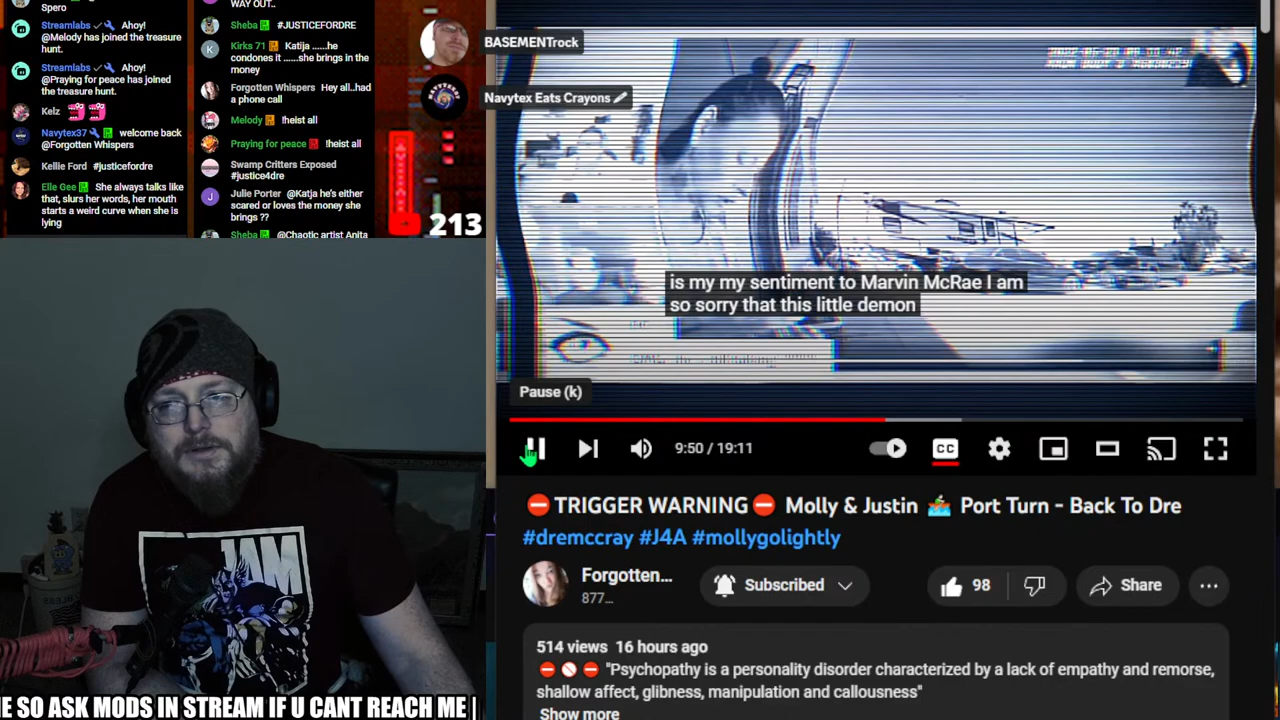 Spero
Streamlabs Ahoy!
@Melody has joined the treasure
hunt.
Streamlabs Ahoy!
@Praying for peace has joined
the treasure hunt.
Kelz
Navytex37 welcome back
@Forgotten Whispers
Kellie Ford #justicefordre
Elle Gee She always talks like
that, slurs her words, her mouth
starts a weird curve when she is
lying
WAY OUT..
Sheba #JUSTICEFORDRE
Kirks 71 Katija ......he
condones it ......she brings in the
money
Forgotten Whispers Hey all..had
a phone call
Melody !heist all
Praying for peace !heist all
Swamp Critters Exposed
#justice4dre
Julie Porter @Katja he's either
scared or loves the money she
brings ??
Sheba @Chaotic artist Anita
BASEMENTrock
Navytex Eats Crayons
213
is my my sentiment to Marvin McRae I am
so sorry that this little demon
Pause (k)
9:50 / 19:11
CC
TRIGGER WARNING Molly & Justin Port Turn - Back To Dre
#dremccray #J4A #mollygolightly
Forgotten...
877...
Subscribed
98
Share
514 views 16 hours ago
"Psychopathy is a personality disorder characterized by a lack of empathy and remorse,
shallow affect, glibness, manipulation and callousness"
Show more
JAM
E SO ASK MODS IN STREAM IF U CANT REACH ME |